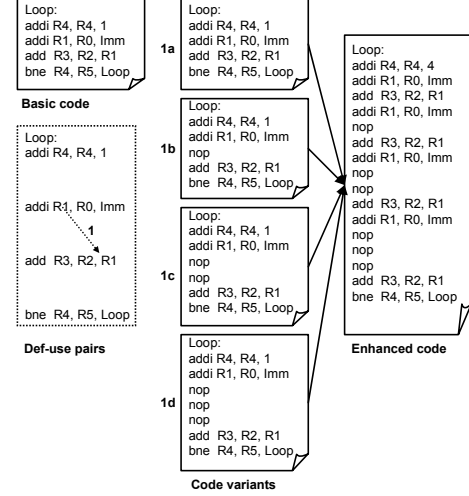 Loop:
addi R4, R4, 1
addi R1, R0, Imm
add R3, R2, R1
bne R4, R5, Loop
Basic code
Loop:
addi R4, R4, 1
addi R1, R0, Imm
1
add R3, R2, R1
bne R4, R5, Loop
Def-use pairs
1a
Loop:
addi R4, R4, 1
addi R1, R0, Imm
add R3, R2, R1
bne R4, R5, Loop
1b
Loop:
addi R4, R4, 1
addi R1, R0, Imm
nop
add R3, R2, R1
bne R4, R5, Loop
1c
Loop:
addi R4, R4, 1
addi R1, R0, Imm
nop
nop
add R3, R2, R1
bne R4, R5, Loop
1d
Loop:
addi R4, R4, 1
addi R1, R0, Imm
nop
nop
nop
add R3, R2, R1
bne R4, R5, Loop
Code variants
Loop:
addi R4, R4, 4
addi R1, R0, Imm
add R3, R2, R1
addi R1, R0, Imm
nop
add R3, R2, R1
addi R1, R0, Imm
nop
nop
add R3, R2, R1
addi R1, R0, Imm
nop
nop
nop
add R3, R2, R1
bne R4, R5, Loop
Enhanced code